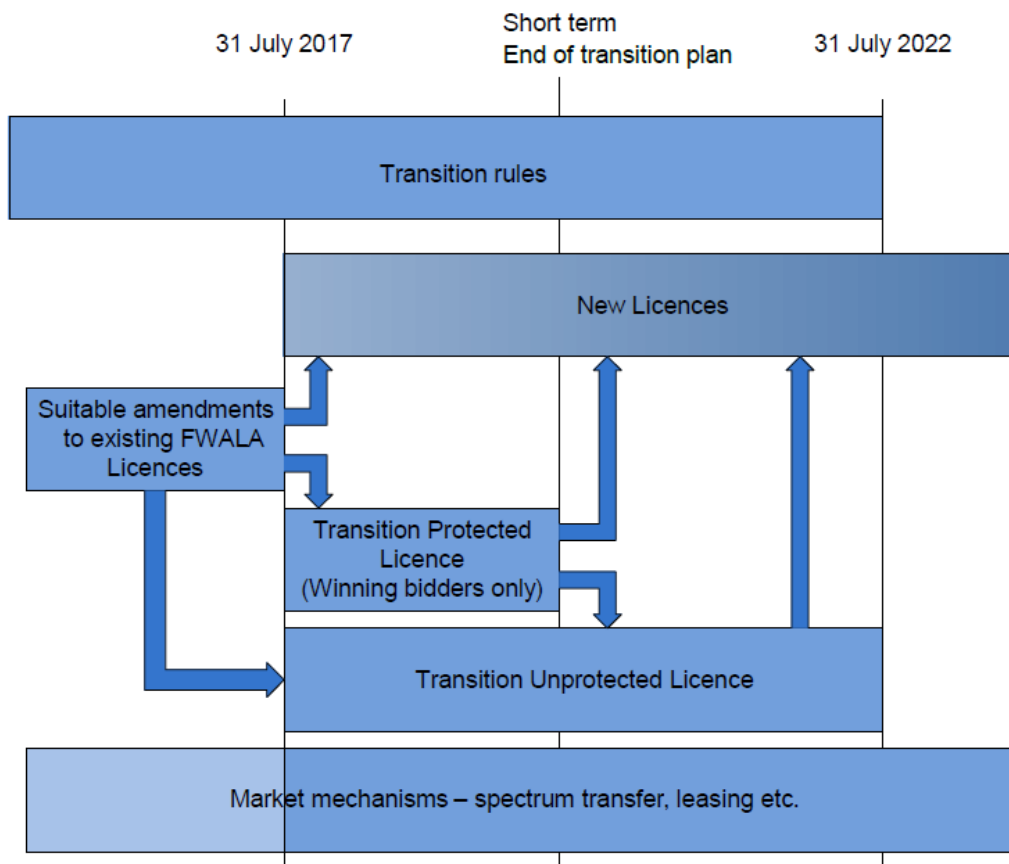 31 July 2017
Short term
End of transition plan
31 July 2022
Transition rules
New Licences
Suitable amendments
to existing FWALA
Licences
Transition Protected
Licence
(Winning bidders only)
Transition Unprotected Licence
Market mechanisms – spectrum transfer, leasing etc.